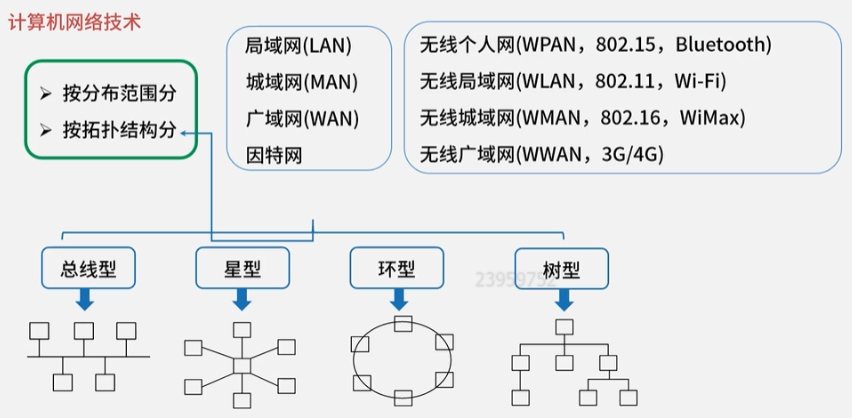 计算机网络技术
按分布范围分
按拓扑结构分
局域网(LAN)
城域网(MAN)
广域网(WAN)
因特网
无线个人网(WPAN，802.15，Bluetooth)
无线局域网(WLAN，802.11，Wi-Fi)
无线城域网(WMAN，802.16，WiMax)
无线广域网(WWAN，3G/4G)
总线型
星型
环型
树型